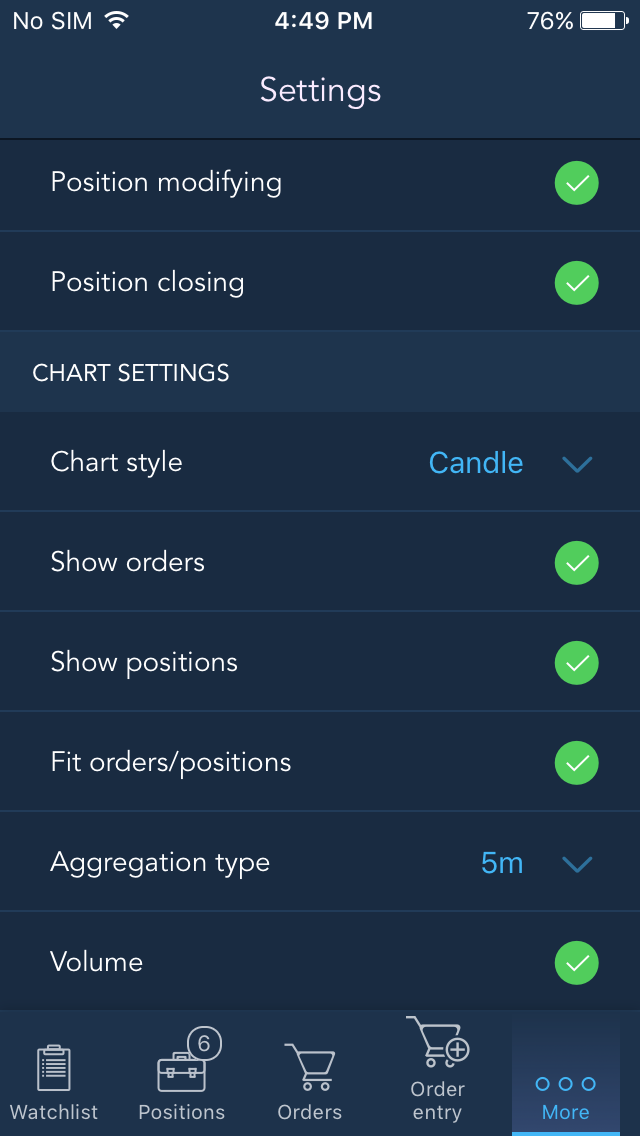 No SIM 4:49 PM 76%
Settings
Position modifying
Position closing
CHART SETTINGS
Chart style Candle
Show orders
Show positions
Fit orders/positions
Aggregation type 5m
Volume
6
Watchlist Positions Orders Order entry More